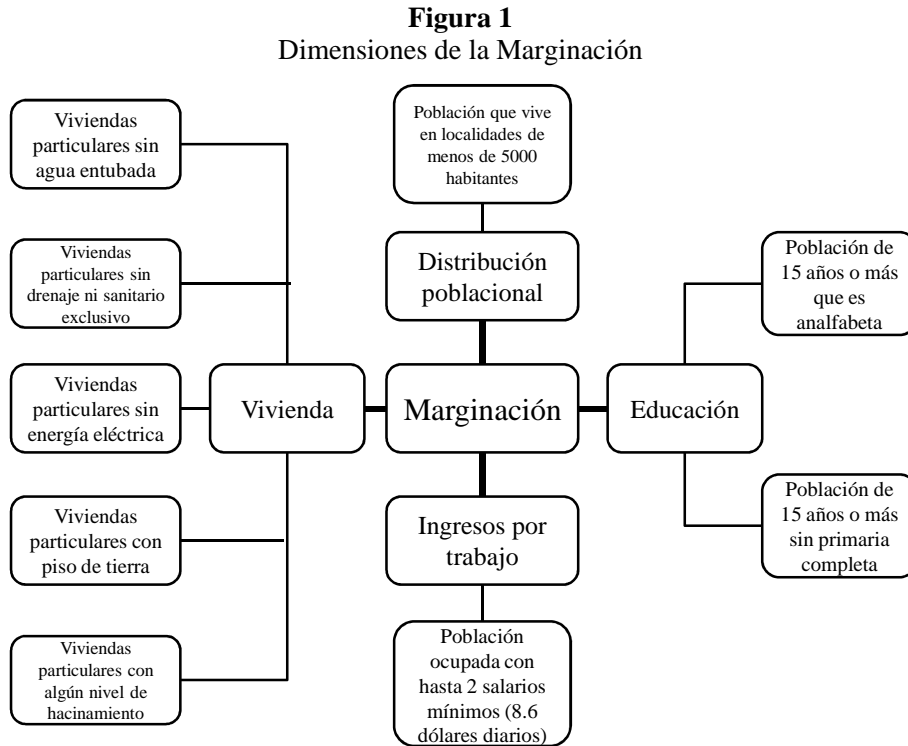 Figura 1
Dimensiones de la Marginación
Viviendas
particulares sin
agua entubada
Viviendas
particulares sin
drenaje ni sanitario
exclusivo
Viviendas
particulares sin
energía eléctrica
Viviendas
particulares con
piso de tierra
Viviendas
particulares con
algún nivel de
hacinamiento
Vivienda
Población que vive
en localidades de
menos de 5000
habitantes
Distribución
poblacional
Marginación
Ingresos por
trabajo
Población
ocupada con
hasta 2 salarios
mínimos (8.6
dólares diarios)
Educación
Población de
15 años o más
que es
analfabeta
Población de
15 años o más
sin primaria
completa